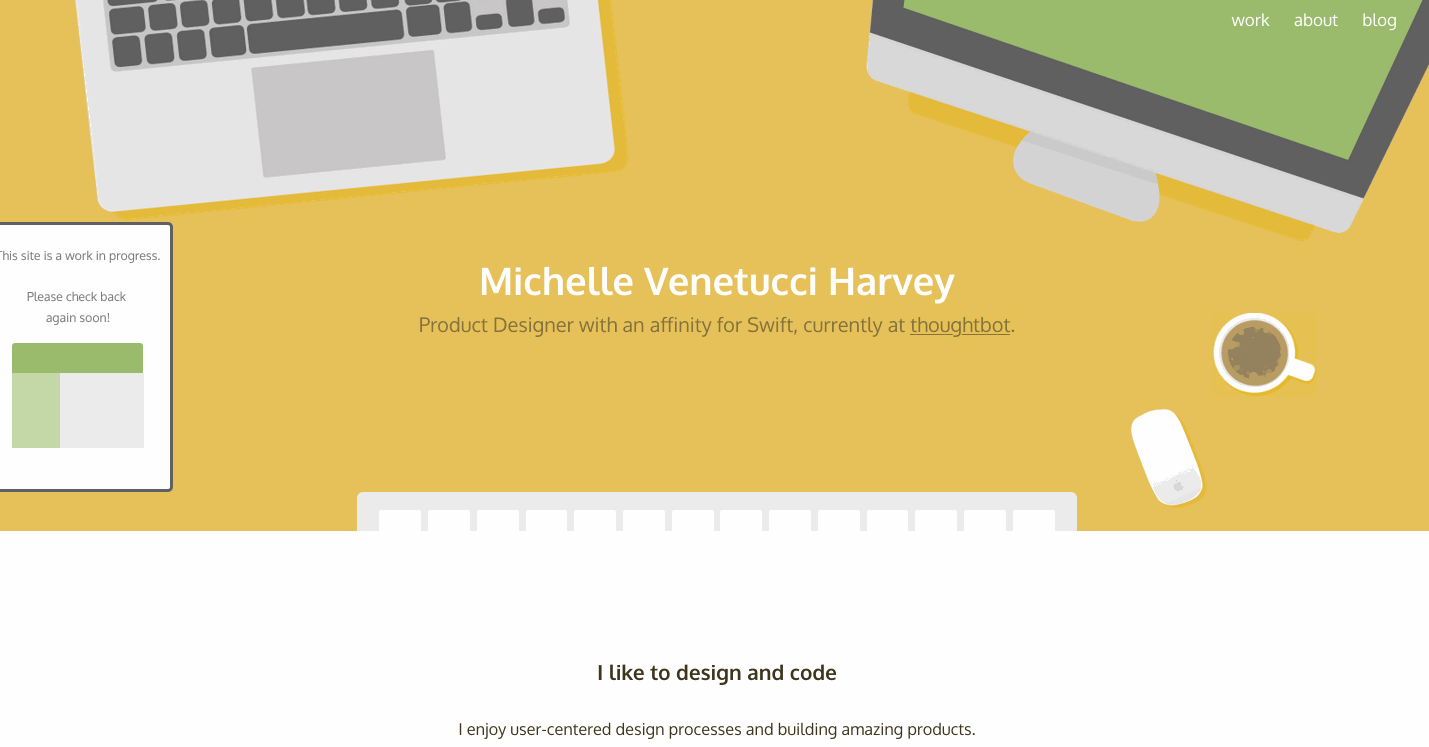 work about blog
This site is a work in progress.
Please check back
again soon!
Michelle Venetucci Harvey
Product Designer with an affinity for Swift, currently at thoughtbot.
I like to design and code
I enjoy user-centered design processes and building amazing products.